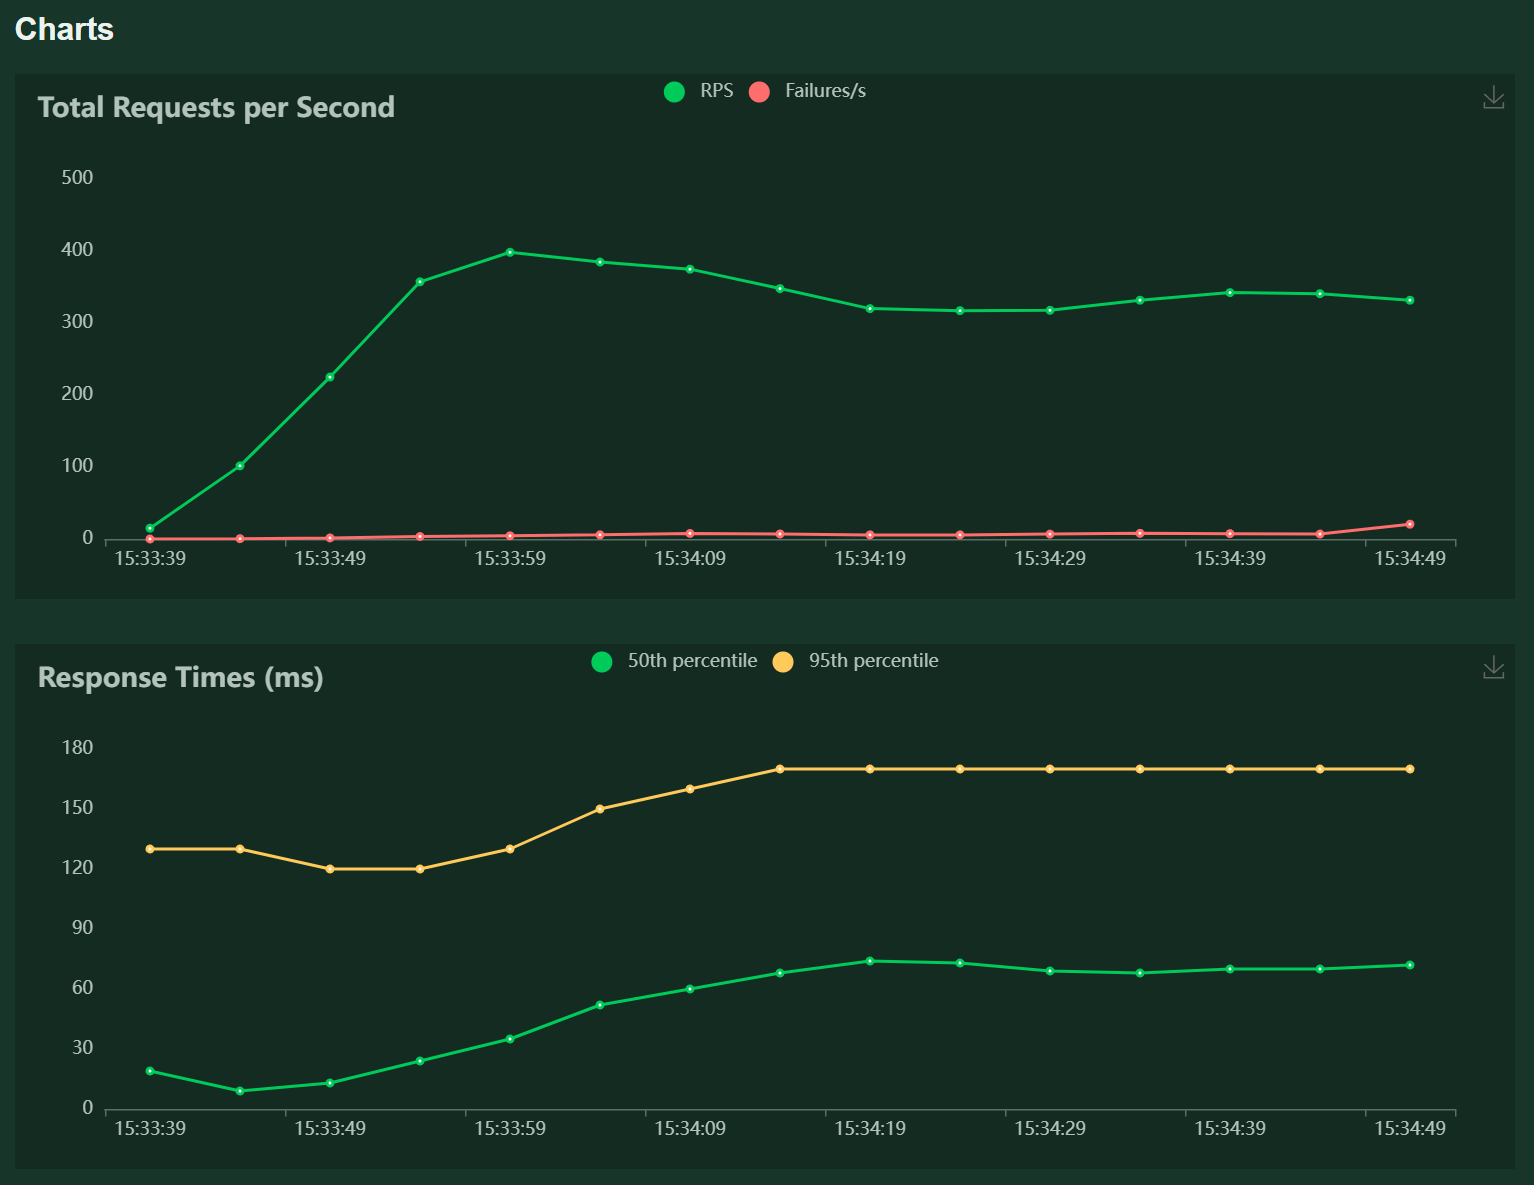 Charts
Total Requests per Second
RPS Failures/s
500
400
300
200
100
0
15:33:39 15:33:49 15:33:59 15:34:09 15:34:19 15:34:29 15:34:39 15:34:49
Response Times (ms)
50th percentile 95th percentile
180
150
120
90
60
30
0
15:33:39 15:33:49 15:33:59 15:34:09 15:34:19 15:34:29 15:34:39 15:34:49